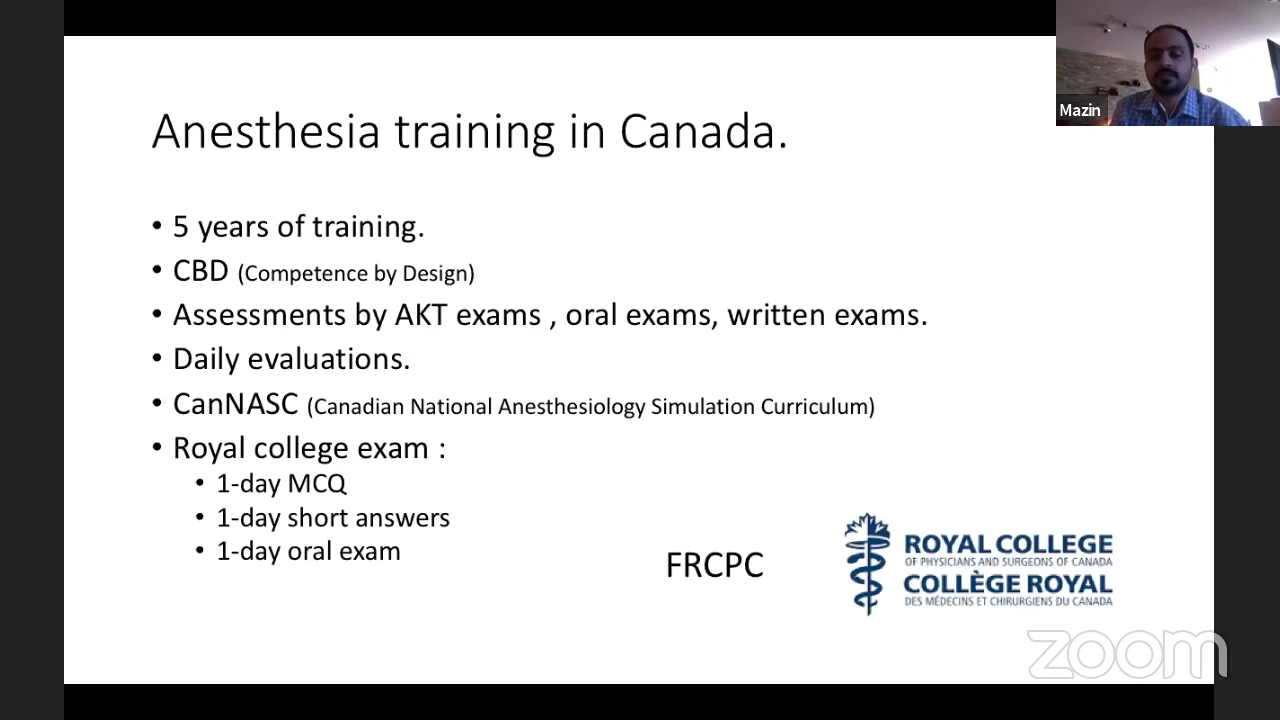 Mazin
Anesthesia training in Canada.
• 5 years of training.
• CBD (Competence by Design)
• Assessments by AKT exams , oral exams, written exams.
• Daily evaluations.
• CanNASC (Canadian National Anesthesiology Simulation Curriculum)
• Royal college exam :
• 1-day MCQ
• 1-day short answers
• 1-day oral exam
FRCPC
ROYAL COLLEGE
OF PHYSICIANS AND SURGEONS OF CANADA
COLLÈGE ROYAL
DES MÉDECINS ET CHIRURGIENS DU CANADA
zoom